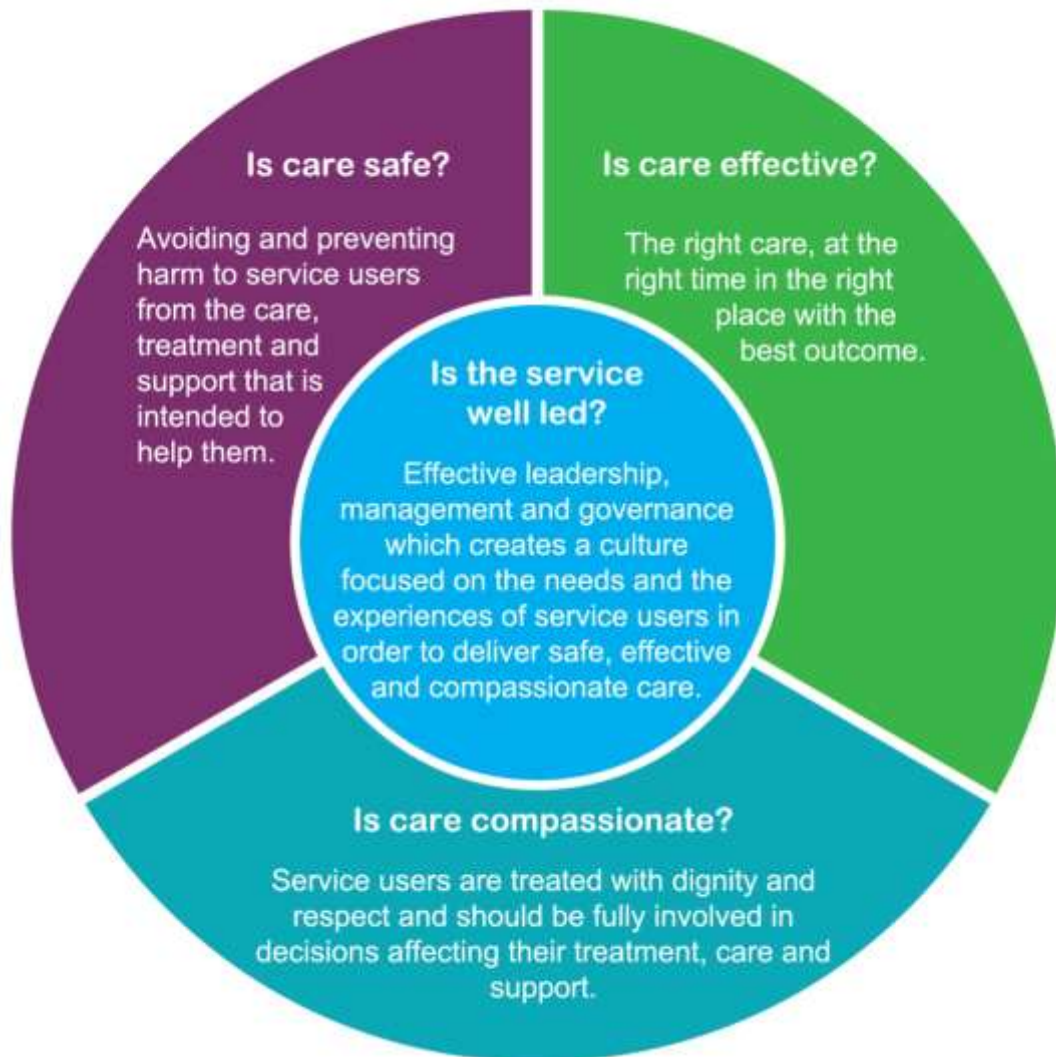 Is care safe?
Avoiding and preventing
harm to service users
from the care,
treatment and
support that is
intended to
help them.
Is care effective?
The right care, at the
right time in the right
place with the
best outcome.
Is the service
well led?
Effective leadership,
management and governance
which creates a culture
focused on the needs and the
experiences of service users in
order to deliver safe, effective
and compassionate care.
Is care compassionate?
Service users are treated with dignity and
respect and should be fully involved in
decisions affecting their treatment, care and
support.